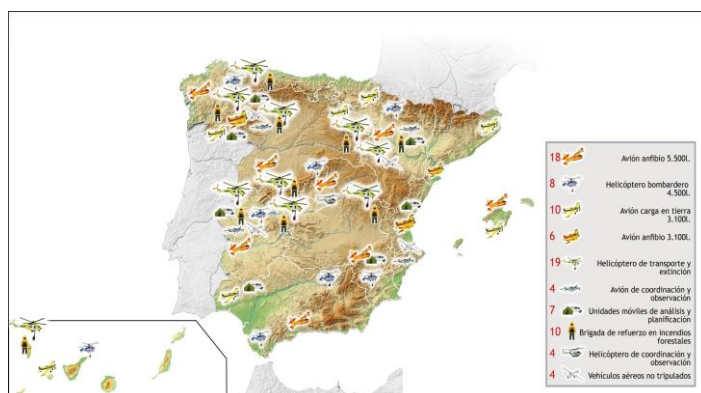 18 Avión anfibio 5.500l.
8 Helicóptero bombardero
4.500l.
10 Avión carga en tierra
3.100l.
6 Avión anfibio 3.100l.
19 Helicóptero de transporte y
extinción
4 Avión de coordinación y
observación
7 Unidades móviles de análisis y
planificación
10 Brigada de refuerzo en incendios
forestales
4 Helicóptero de coordinación y
observación
4 Vehículos aéreos no tripulados